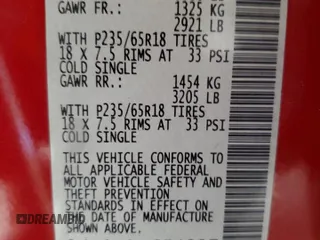 GAWR FR.: 1325 KG
2921 LB
WITH P235/65R18 TIRES
18 X 7.5 RIMS AT 33 PSI
COLD SINGLE
GAWR RR.: 1454 KG
3205 LB
WITH P235/65R18 TIRES
18 X 7.5 RIMS AT 33 PSI
COLD SINGLE
THIS VEHICLE CONFORMS TO
ALL APPLICABLE FEDERAL
MOTOR VEHICLE SAFETY AND
THEFT PREVENTION
STANDARDS IN EFFECT ON
THE DATE OF MANUFACTURE
SHOWN ABOVE.
DREAMBID